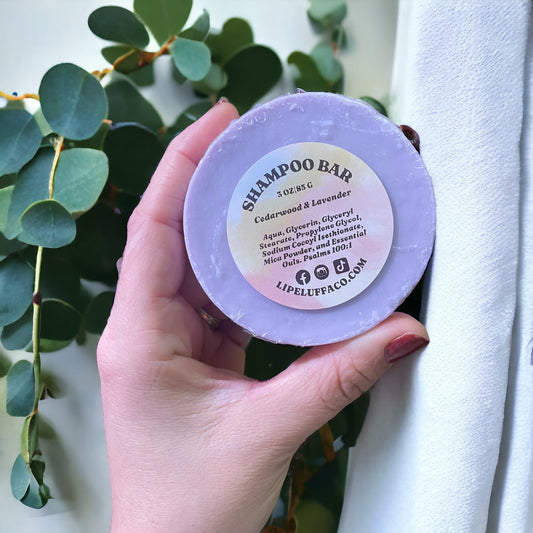 SHAMPOO BAR
3 OZ|85 G
Cedarwood & Lavender
Aqua, Glycerin, Glyceryl
Stearate, Propylene Glycol,
Sodium Cocoyl Isethionate,
Mica Powder, and Essential
Oils. Psalms 100:1
LIPELUFFACO.COM